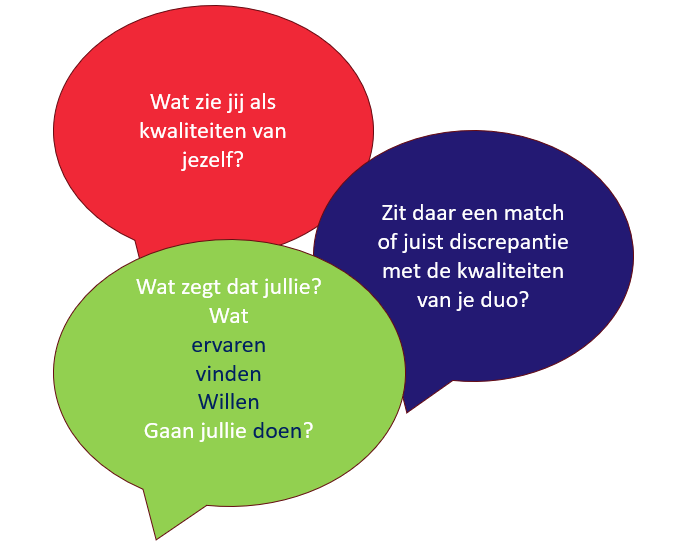 Wat zie jij als
kwaliteiten van
jezelf?
Zit daar een match
of juist discrepantie
met de kwaliteiten
van je duo?
Wat zegt dat jullie?
Wat
ervaren
vinden
Willen
Gaan jullie doen?